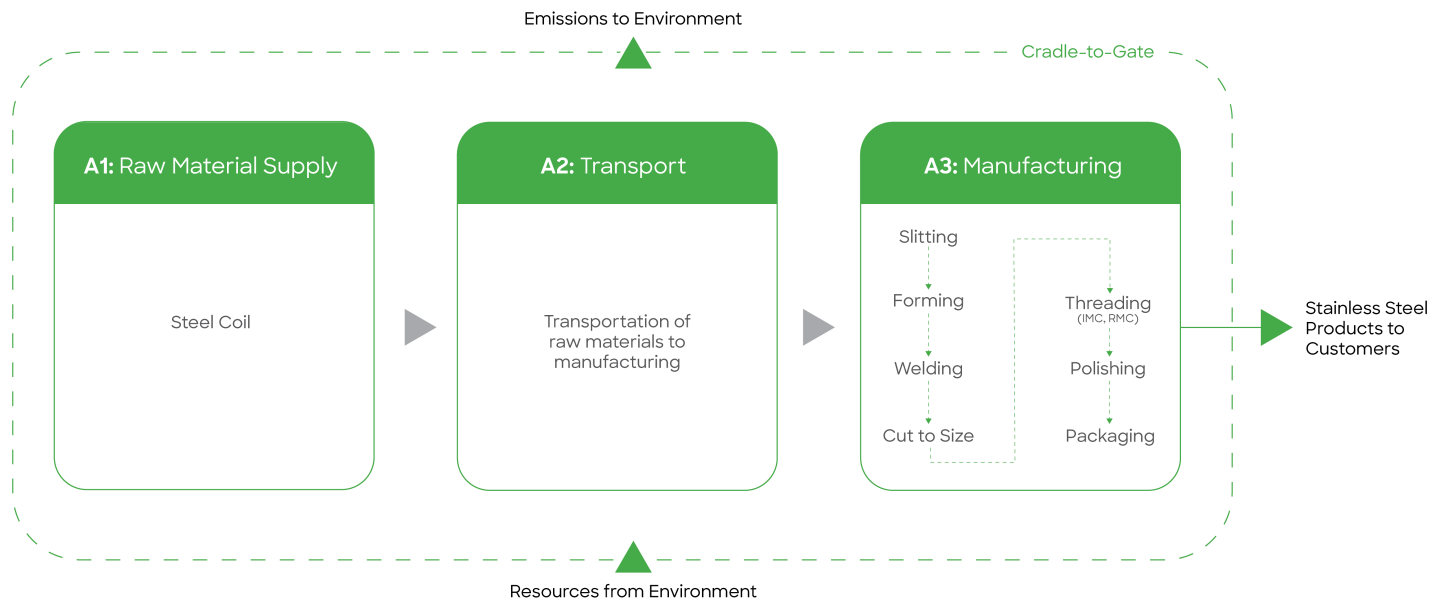 Emissions to Environment
Cradle-to-Gate
A1: Raw Material Supply
Steel Coil
A2: Transport
Transportation of
raw materials to
manufacturing
A3: Manufacturing
Slitting
Forming
Welding
Cut to Size
Threading
(IMC, RMC)
Polishing
Packaging
Stainless Steel
Products to
Customers
Resources from Environment